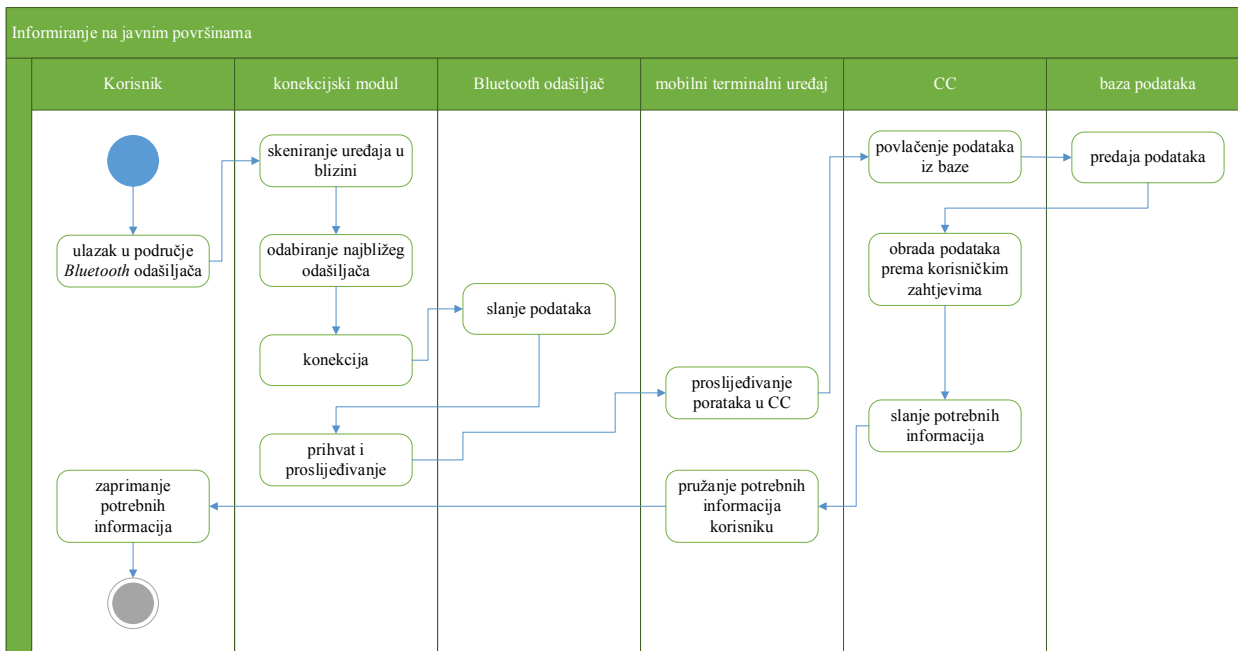 Informiranje na javnim površinama
Korisnik
konekcijski modul
Bluetooth odašiljač
mobilni terminalni uređaj
CC
baza podataka
skeniranje uređaja u
blizini
povlačenje podataka
iz baze
predaja podataka
ulazak u područje
Bluetooth odašiljača
odabiranje najbližeg
odašiljača
obrada podataka
prema korisničkim
zahtjevima
slanje podataka
konekcija
proslijeđivanje
porataka u CC
slanje potrebnih
informacija
prihvat i
proslijeđivanje
zaprimanje
potrebnih
informacija
pružanje potrebnih
informacija
korisniku